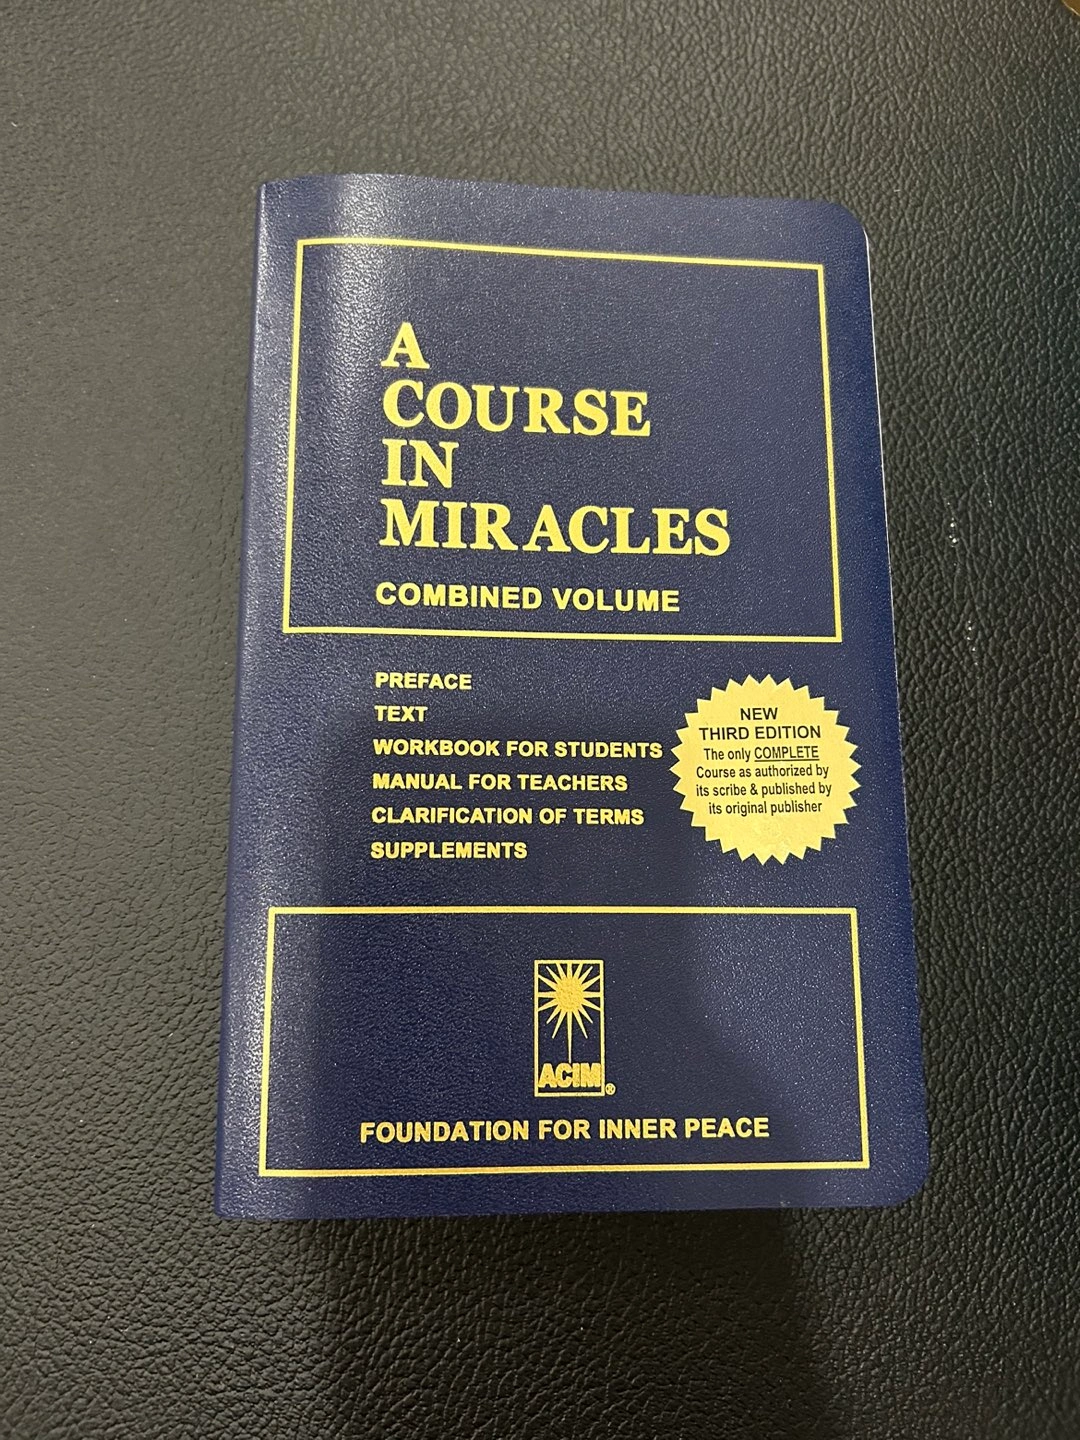 A
COURSE
IN
MIRACLES
COMBINED VOLUME
PREFACE
TEXT
WORKBOOK FOR STUDENTS
MANUAL FOR TEACHERS
CLARIFICATION OF TERMS
SUPPLEMENTS
NEW
THIRD EDITION
The only COMPLETE
Course as authorized by
its scribe & published by
its original publisher
ACIM®
FOUNDATION FOR INNER PEACE